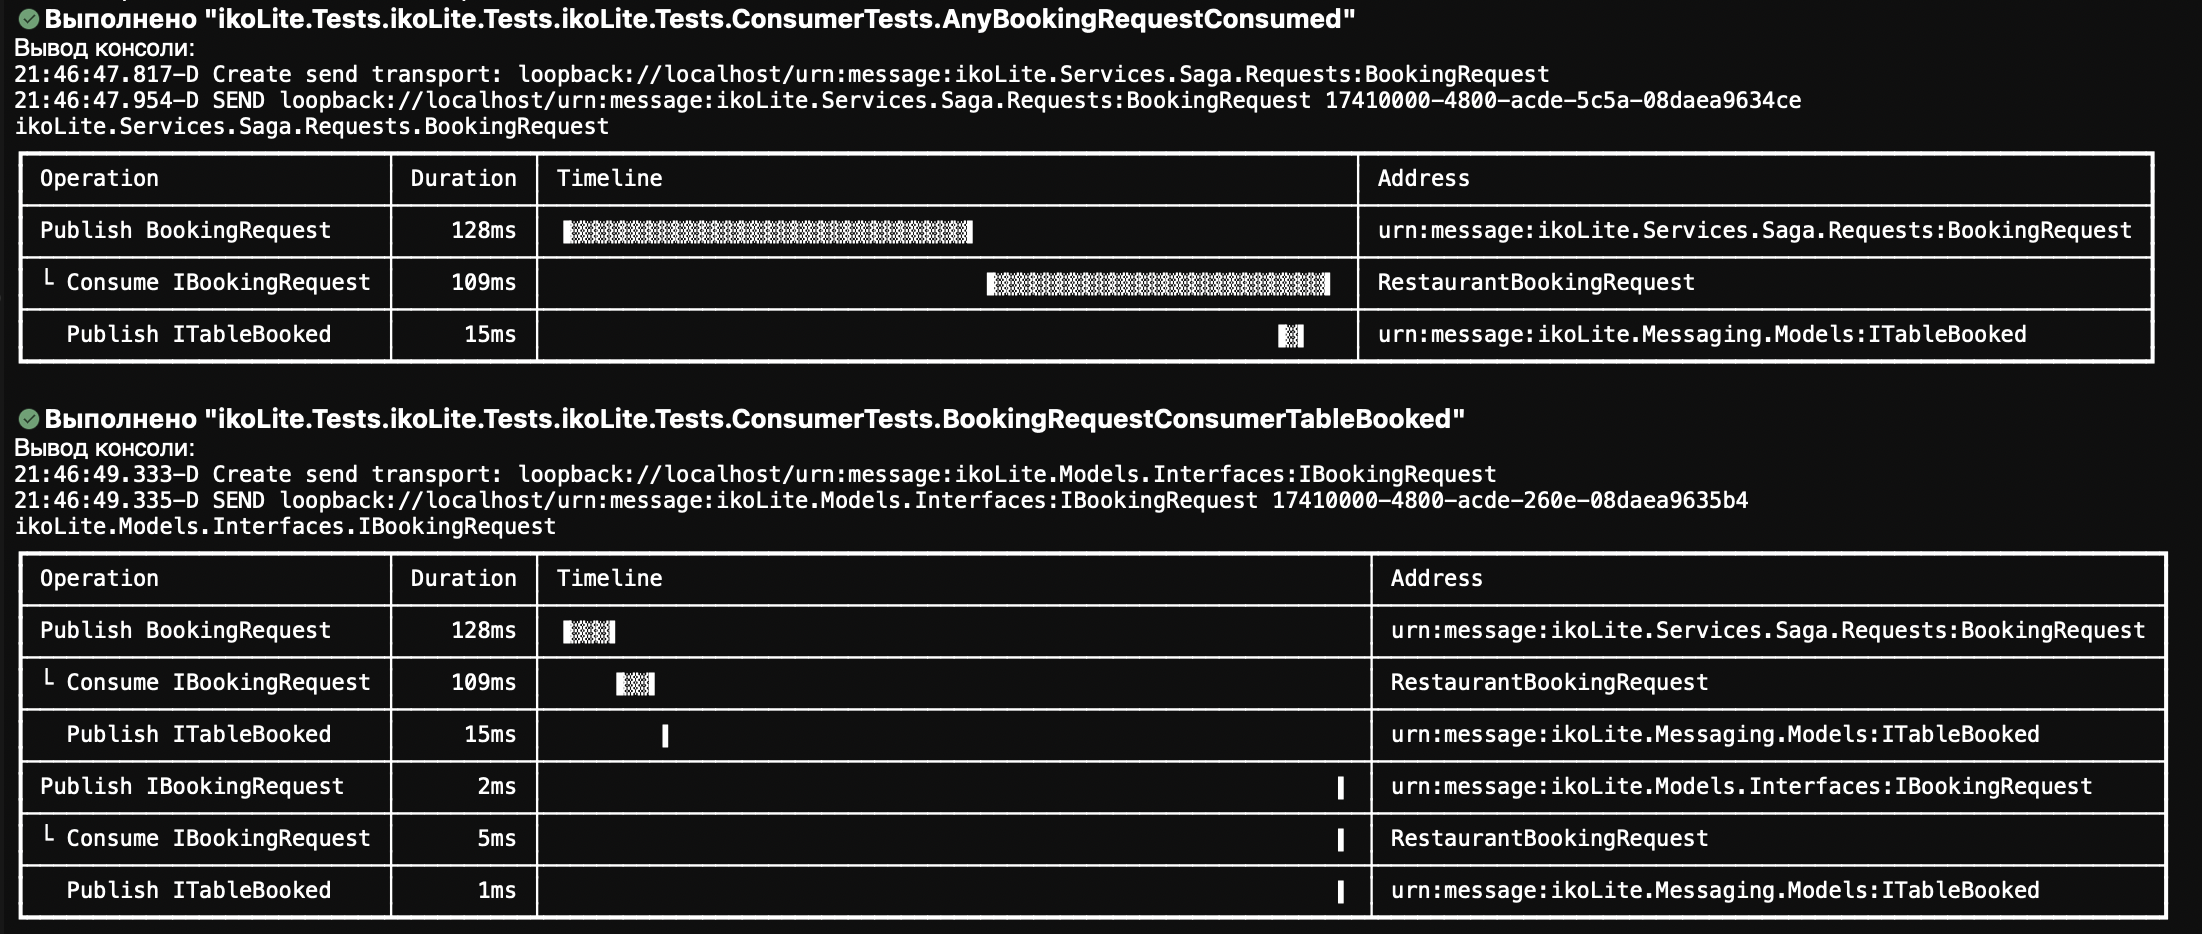 Выполнено "ikoLite.Tests.ikoLite.Tests.ikoLite.Tests.ConsumerTests.AnyBookingRequestConsumed"
Вывод консоли:
21:46:47.817-D Create send transport: loopback://localhost/urn:message:ikoLite.Services.Saga.Requests:BookingRequest
21:46:47.954-D SEND loopback://localhost/urn:message:ikoLite.Services.Saga.Requests:BookingRequest 17410000-4800-acde-5c5a-08daea9634ce
ikoLite.Services.Saga.Requests.BookingRequest
Operation Duration Timeline Address
Publish BookingRequest 128ms urn:message:ikoLite.Services.Saga.Requests:BookingRequest
└ Consume IBookingRequest 109ms RestaurantBookingRequest
Publish ITableBooked 15ms urn:message:ikoLite.Messaging.Models:ITableBooked
Выполнено "ikoLite.Tests.ikoLite.Tests.ikoLite.Tests.ConsumerTests.BookingRequestConsumerTableBooked"
Вывод консоли:
21:46:49.333-D Create send transport: loopback://localhost/urn:message:ikoLite.Models.Interfaces:IBookingRequest
21:46:49.335-D SEND loopback://localhost/urn:message:ikoLite.Models.Interfaces:IBookingRequest 17410000-4800-acde-260e-08daea9635b4
ikoLite.Models.Interfaces.IBookingRequest
Operation Duration Timeline Address
Publish BookingRequest 128ms urn:message:ikoLite.Services.Saga.Requests:BookingRequest
└ Consume IBookingRequest 109ms RestaurantBookingRequest
Publish ITableBooked 15ms urn:message:ikoLite.Messaging.Models:ITableBooked
Publish IBookingRequest 2ms urn:message:ikoLite.Models.Interfaces:IBookingRequest
└ Consume IBookingRequest 5ms RestaurantBookingRequest
Publish ITableBooked 1ms urn:message:ikoLite.Messaging.Models:ITableBooked